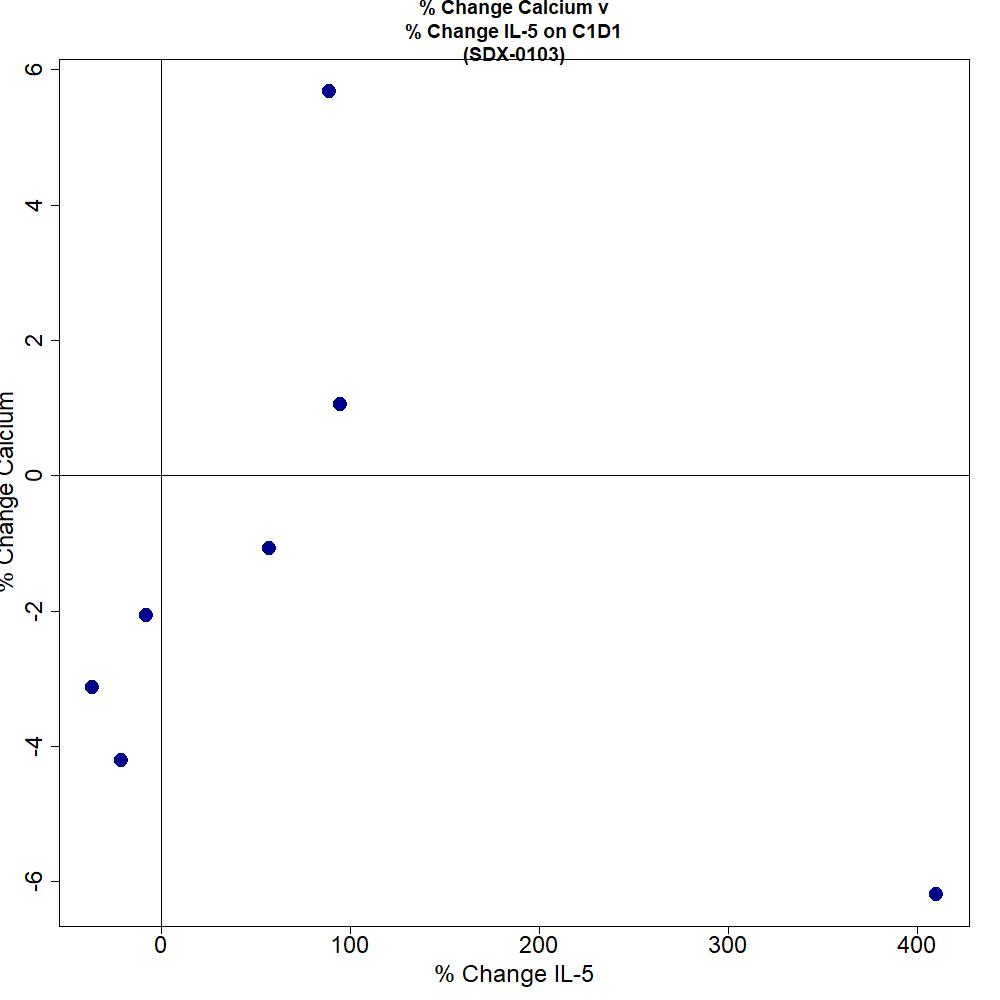 % Change Calcium v
% Change IL-5 on C1D1
(SDX-0103)
% Change Calcium
6
4
2
0
-2
-4
-6
0
100
200
300
400
% Change IL-5